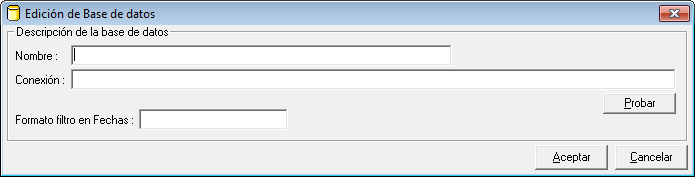 Edición de Base de datos
Descripción de la base de datos
Nombre :
Conexión :
Probar
Formato filtro en Fechas :
Aceptar Cancelar